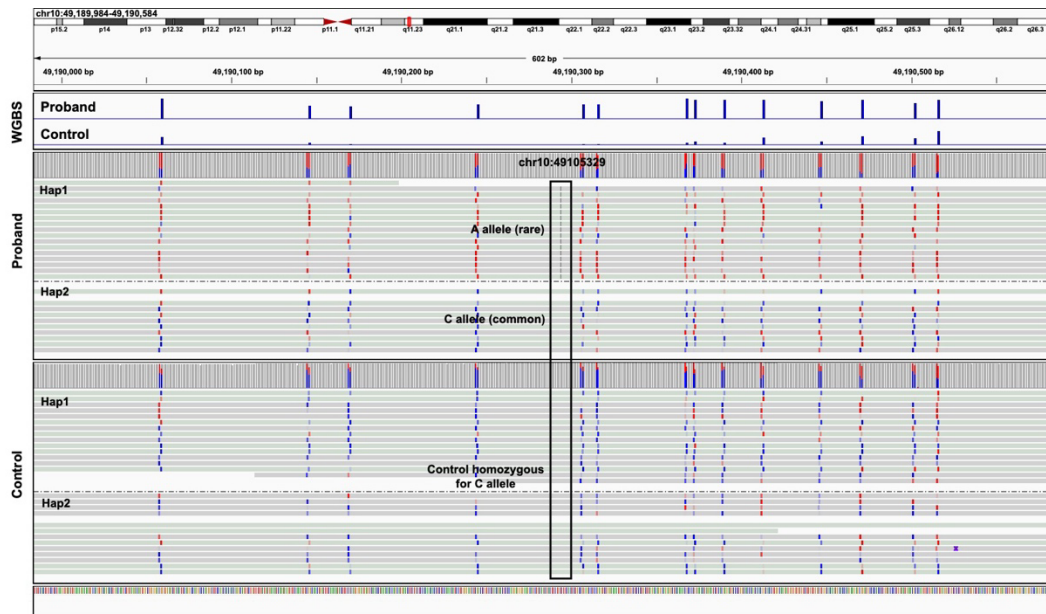 chr10:49,189,984-49,190,584
p15.2 p14 p13 p12.32 p12.2 p12.1 p11.22 p11.1 q11.21 q11.23 q21.1 q21.2 q21.3 q22.1 q22.2 q22.3 q23.1 q23.2 q23.32 q24.1 q24.31 q25.1 q25.2 q25.3 q26.12 q26.2 q26.3
602 bp
49,190,000 bp 49,190,100 bp 49,190,200 bp 49,190,300 bp 49,190,400 bp 49,190,500 bp
WGBS
Proband
Control
chr10:49105329
Proband
Hap1
A allele (rare)
Hap2
C allele (common)
Control
Hap1
Control homozygous
for C allele
Hap2